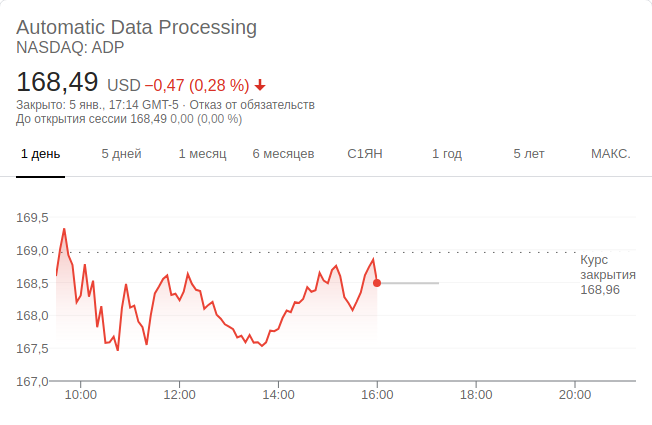 Automatic Data Processing
NASDAQ: ADP
168,49 USD −0,47 (0,28 %)
Закрыто: 5 янв., 17:14 GMT-5 · Отказ от обязательств
До открытия сессии 168,49 0,00 (0,00 %)
1 день 5 дней 1 месяц 6 месяцев С1ЯН 1 год 5 лет МАКС.
169,5
169,0
Курс
закрытия
168,96
168,5
168,0
167,5
167,0
10:00 12:00 14:00 16:00 18:00 20:00